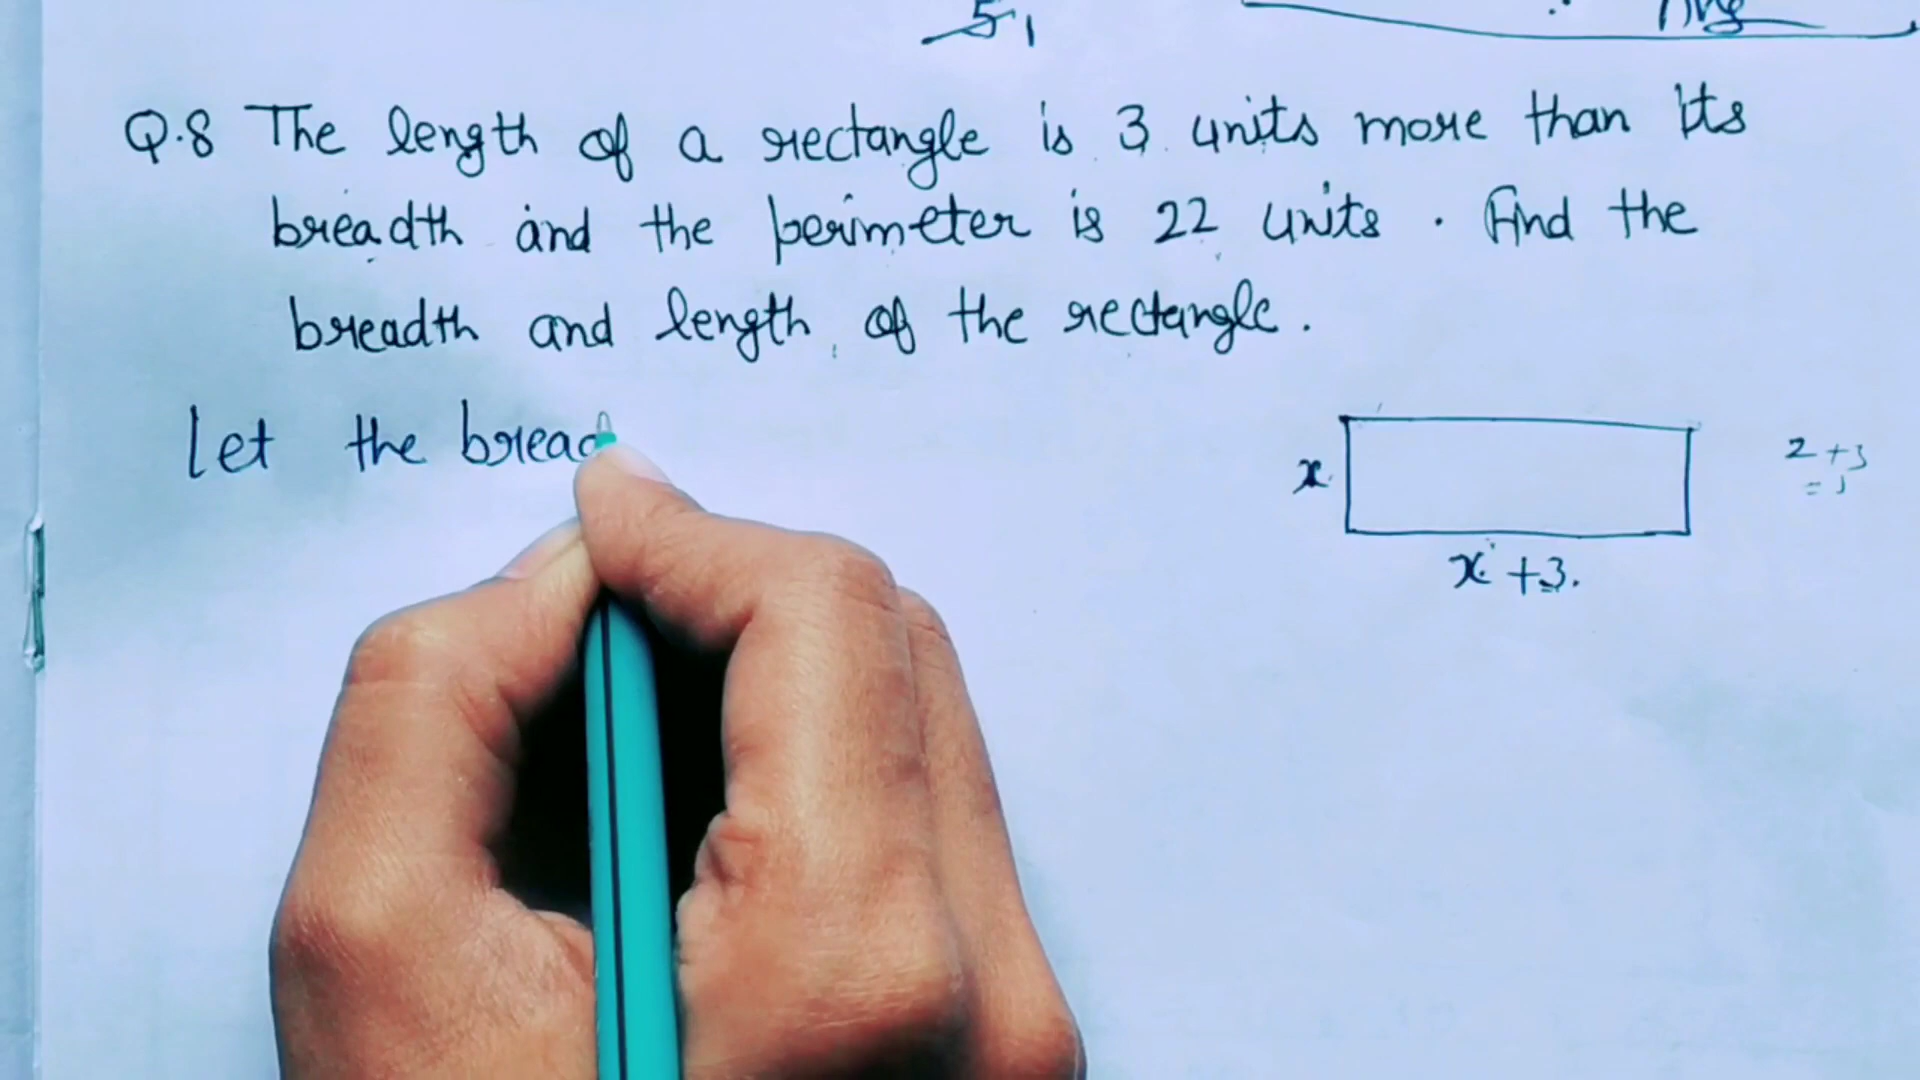 5
Q.8 The length of a rectangle is 3 units more than its
breadth and the perimeter is 22 units. Find the
breadth and length of the rectangle.
Let the bread
x
2+3
x+3.